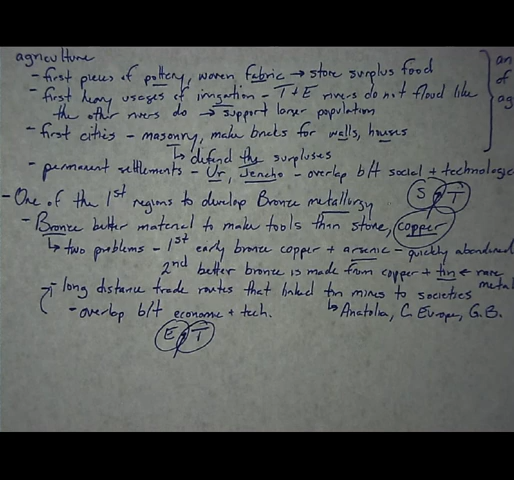 agriculture
- first pieces of pottery, woven fabric → store surplus food
- first heavy usages of irrigation - T + E rivers do not flood like
the other rivers do → support larger population
- first cities - masonry, make bricks for walls, houses
↳ defend the surpluses
- permanent settlements - Ur, Jericho - overlap b/t social + technologic
S T
- One of the 1st regions to develop Bronze metallurgy
- Bronze better material to make tools than stone, copper
↳ two problems - 1st early bronze copper + arsenic - quickly abandoned
2nd better bronze is made from copper + tin ← rare
metal
- long distance trade routes that linked tin mines to societies
↳ Anatolia, C. Europe, G.B.
- overlap b/t economic + tech.
E T
an
of
ag